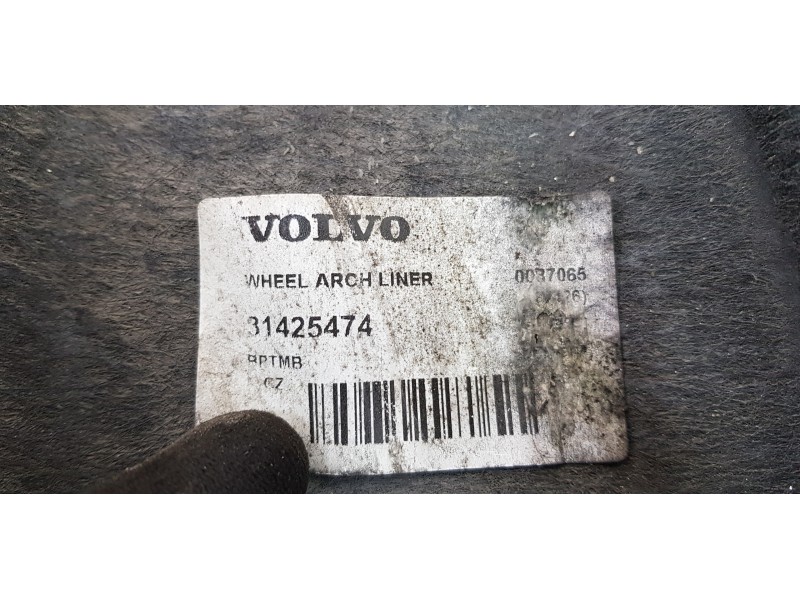 VOLVO
WHEEL ARCH LINER 0037065
31425474
CZ